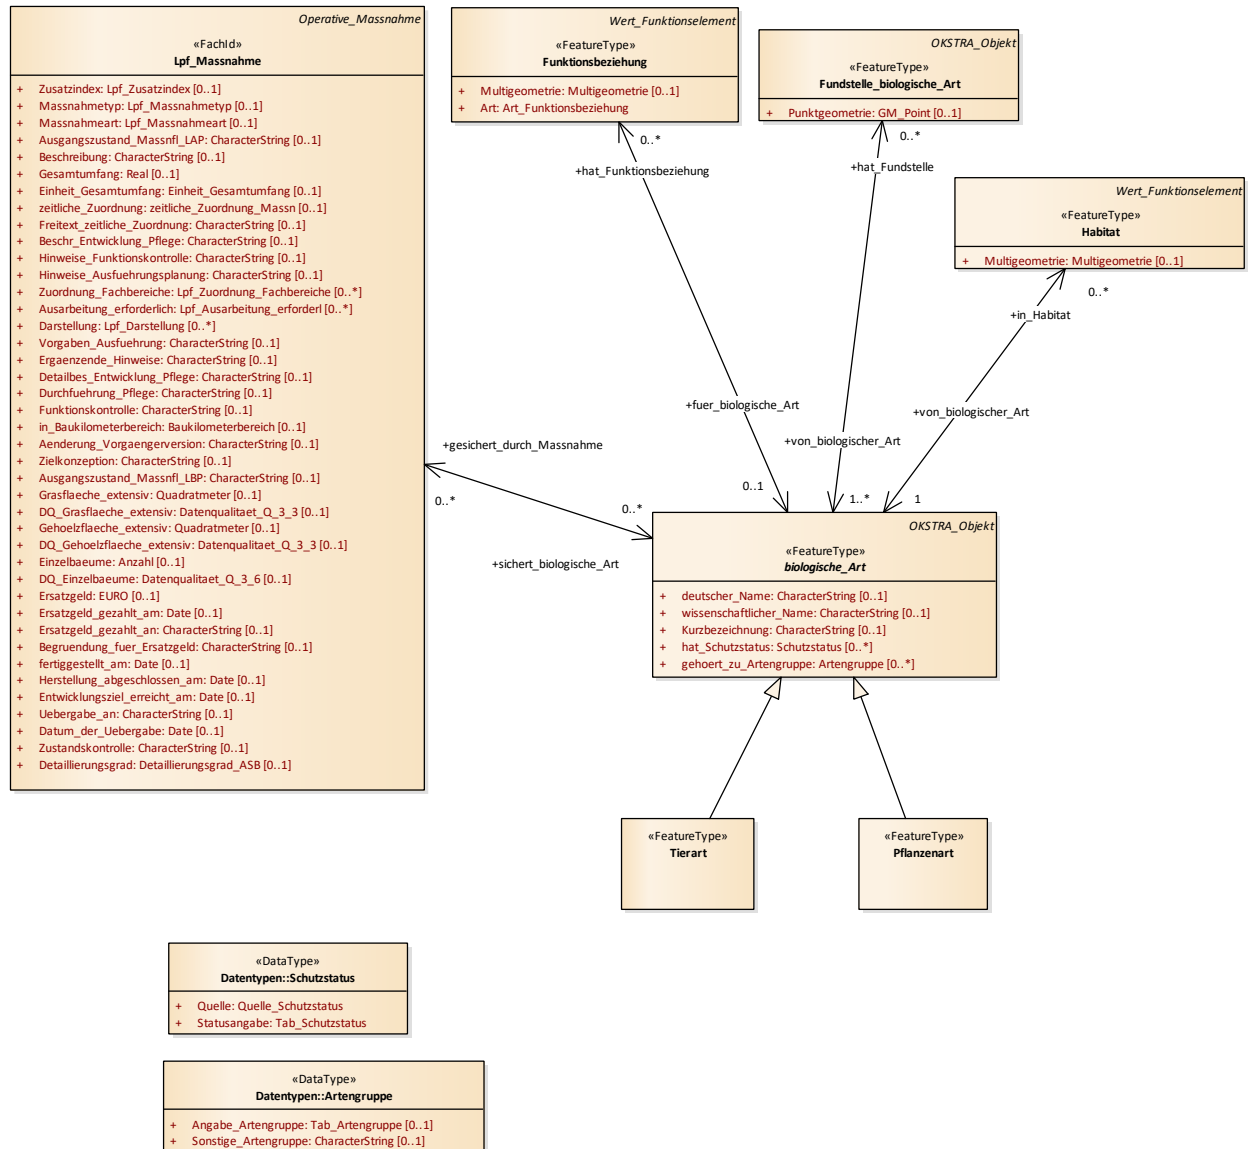 Operative_Massnahme
«FachId»
Lpf_Massnahme
+ Zusatzindex: Lpf_Zusatzindex [0..1]
+ Massnahmetyp: Lpf_Massnahmetyp [0..1]
+ Massnahmeart: Lpf_Massnahmeart [0..1]
+ Ausgangszustand_Massnfl_LAP: CharacterString [0..1]
+ Beschreibung: CharacterString [0..1]
+ Gesamtumfang: Real [0..1]
+ Einheit_Gesamtumfang: Einheit_Gesamtumfang [0..1]
+ zeitliche_Zuordnung: zeitliche_Zuordnung_Massn [0..1]
+ Freitext_zeitliche_Zuordnung: CharacterString [0..1]
+ Beschr_Entwicklung_Pflege: CharacterString [0..1]
+ Hinweise_Funktionskontrolle: CharacterString [0..1]
+ Hinweise_Ausfuehrungsplanung: CharacterString [0..1]
+ Zuordnung_Fachbereiche: Lpf_Zuordnung_Fachbereiche [0..*]
+ Ausarbeitung_erforderlich: Lpf_Ausarbeitung_erforderl [0..*]
+ Darstellung: Lpf_Darstellung [0..*]
+ Vorgaben_Ausfuehrung: CharacterString [0..1]
+ Ergaenzende_Hinweise: CharacterString [0..1]
+ Detailbes_Entwicklung_Pflege: CharacterString [0..1]
+ Durchfuehrung_Pflege: CharacterString [0..1]
+ Funktionskontrolle: CharacterString [0..1]
+ in_Baukilometerbereich: Baukilometerbereich [0..1]
+ Aenderung_Vorgaengerversion: CharacterString [0..1]
+ Zielkonzeption: CharacterString [0..1]
+ Ausgangszustand_Massnfl_LBP: CharacterString [0..1]
+ Grasflaeche_extensiv: Quadratmeter [0..1]
+ DQ_Grasflaeche_extensiv: Datenqualitaet_Q_3_3 [0..1]
+ Gehoelzflaeche_extensiv: Quadratmeter [0..1]
+ DQ_Gehoelzflaeche_extensiv: Datenqualitaet_Q_3_3 [0..1]
+ Einzelbaeume: Anzahl [0..1]
+ DQ_Einzelbaeume: Datenqualitaet_Q_3_6 [0..1]
+ Ersatzgeld: EURO [0..1]
+ Ersatzgeld_gezahlt_am: Date [0..1]
+ Ersatzgeld_gezahlt_an: CharacterString [0..1]
+ Begruendung_fuer_Ersatzgeld: CharacterString [0..1]
+ fertiggestellt_am: Date [0..1]
+ Herstellung_abgeschlossen_am: Date [0..1]
+ Entwicklungsziel_erreicht_am: Date [0..1]
+ Uebergabe_an: CharacterString [0..1]
+ Datum_der_Uebergabe: Date [0..1]
+ Zustandskontrolle: CharacterString [0..1]
+ Detaillierungsgrad: Detaillierungsgrad_ASB [0..1]
Wert_Funktionselement
«FeatureType»
Funktionsbeziehung
+ Multigeometrie: Multigeometrie [0..1]
+ Art: Art_Funktionsbeziehung
OKSTRA_Objekt
«FeatureType»
Fundstelle_biologische_Art
+ Punktgeometrie: GM_Point [0..1]
Wert_Funktionselement
«FeatureType»
Habitat
+ Multigeometrie: Multigeometrie [0..1]
0..*
+hat_Funktionsbeziehung
0..*
+hat_Fundstelle
0..*
+in_Habitat
+fuer_biologische_Art
0..1
+von_biologischer_Art
1..*
+von_biologischer_Art
1
+gesichert_durch_Massnahme
0..*
0..*
+sichert_biologische_Art
OKSTRA_Objekt
«FeatureType»
biologische_Art
+ deutscher_Name: CharacterString [0..1]
+ wissenschaftlicher_Name: CharacterString [0..1]
+ Kurzbezeichnung: CharacterString [0..1]
+ hat_Schutzstatus: Schutzstatus [0..*]
+ gehoert_zu_Artengruppe: Artengruppe [0..*]
«FeatureType»
Tierart
«FeatureType»
Pflanzenart
«DataType»
Datentypen::Schutzstatus
+ Quelle: Quelle_Schutzstatus
+ Statusangabe: Tab_Schutzstatus
«DataType»
Datentypen::Artengruppe
+ Angabe_Artengruppe: Tab_Artengruppe [0..1]
+ Sonstige_Artengruppe: CharacterString [0..1]